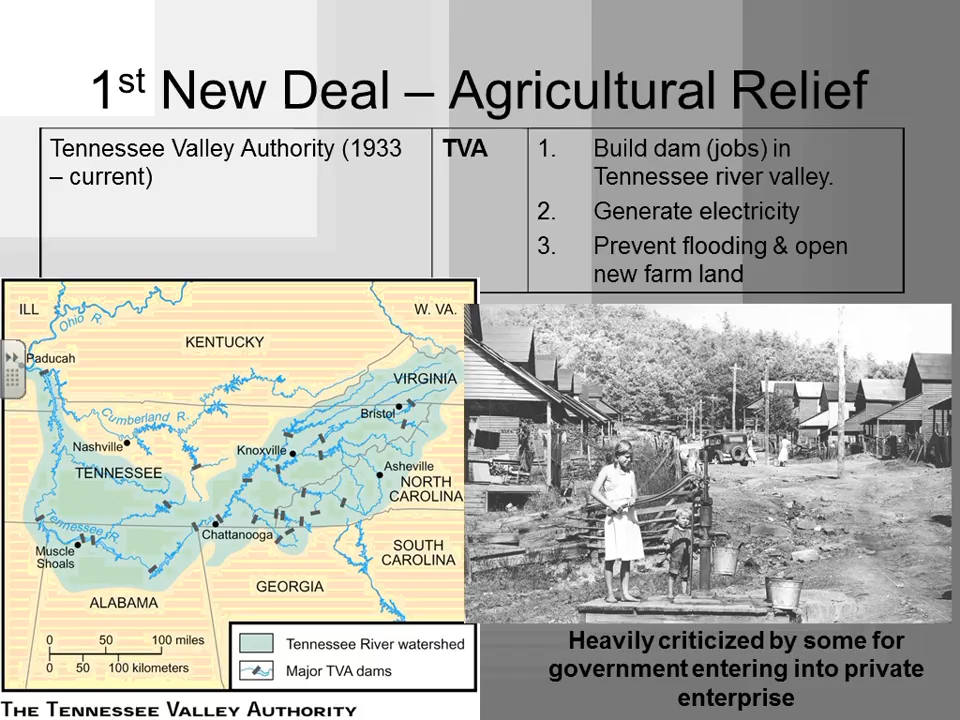 1st New Deal – Agricultural Relief
Tennessee Valley Authority (1933
– current)
TVA
1. Build dam (jobs) in
Tennessee river valley.
2. Generate electricity
3. Prevent flooding & open
new farm land
ILL
W. VA.
Ohio R.
KENTUCKY
Paducah
VIRGINIA
Cumberland R.
Bristol
Nashville
Knoxville
TENNESSEE
Asheville
NORTH
CAROLINA
Tennessee R.
Chattanooga
Muscle
Shoals
SOUTH
CAROLINA
GEORGIA
ALABAMA
0 50 100 miles
0 50 100 kilometers
Tennessee River watershed
Major TVA dams
THE TENNESSEE VALLEY AUTHORITY
Heavily criticized by some for
government entering into private
enterprise